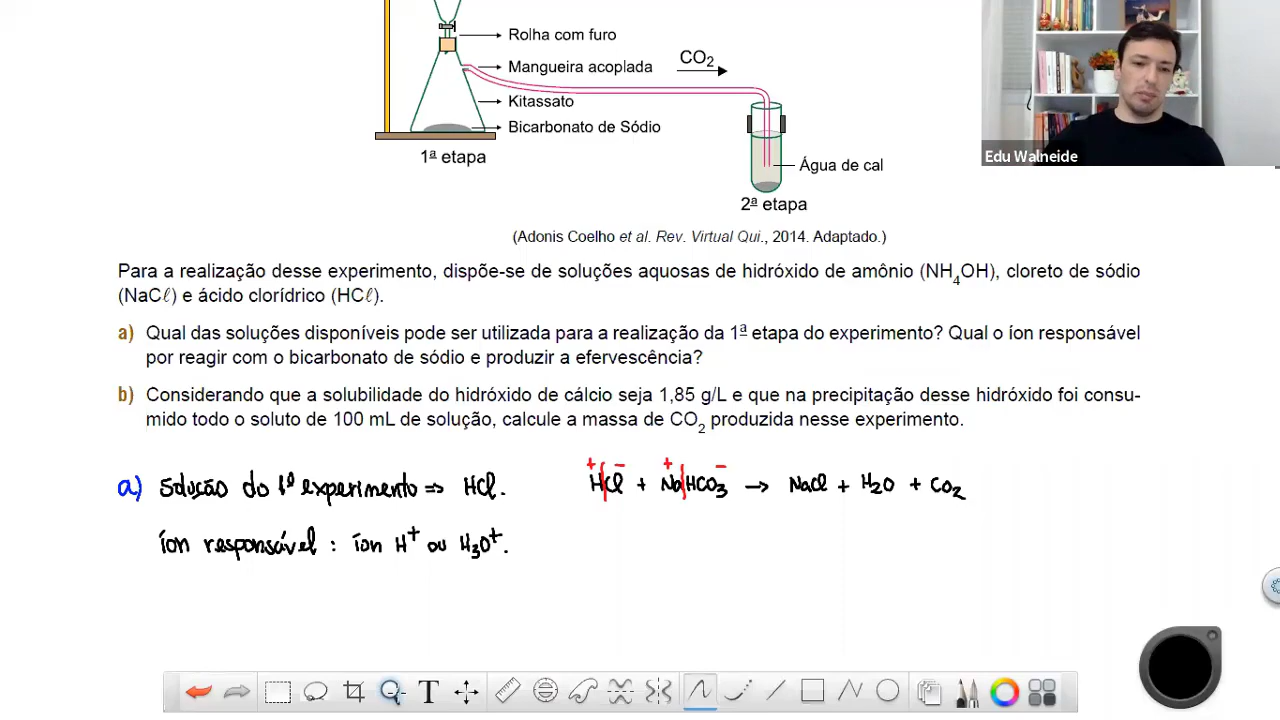 Rolha com furo
Mangueira acoplada
CO2
Kitassato
Bicarbonato de Sódio
1ª etapa
Água de cal
2ª etapa
Edu Walneide
(Adonis Coelho et al. Rev. Virtual Qui., 2014. Adaptado.)
Para a realização desse experimento, dispõe-se de soluções aquosas de hidróxido de amônio (NH4OH), cloreto de sódio
(NaCℓ) e ácido clorídrico (HCℓ).
a) Qual das soluções disponíveis pode ser utilizada para a realização da 1ª etapa do experimento? Qual o íon responsável
por reagir com o bicarbonato de sódio e produzir a efervescência?
b) Considerando que a solubilidade do hidróxido de cálcio seja 1,85 g/L e que na precipitação desse hidróxido foi consu-
mido todo o soluto de 100 mL de solução, calcule a massa de CO2 produzida nesse experimento.
a) Solução do 1º experimento ⇒ HCl.
íon responsável : íon H+ ou H3O+.
+ - + -
HCl + NaHCO3 → NaCl + H2O + CO2
T